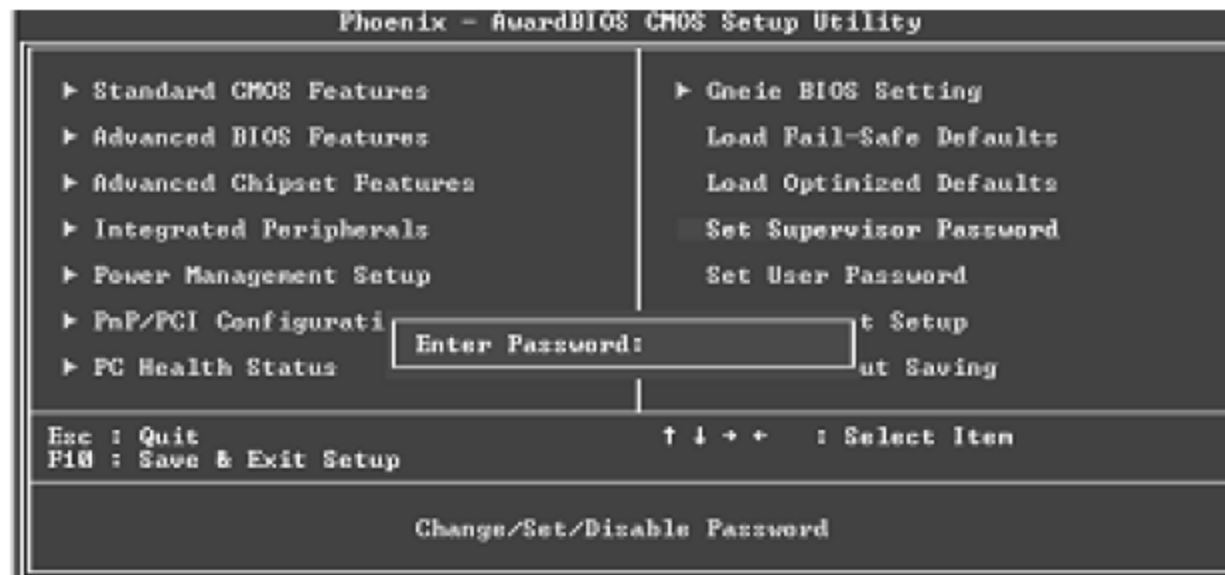 Phoenix - AwardBIOS CMOS Setup Utility
▶ Standard CMOS Features
▶ Advanced BIOS Features
▶ Advanced Chipset Features
▶ Integrated Peripherals
▶ Power Management Setup
▶ PnP/PCI Configurati
▶ PC Health Status
▶ Gneie BIOS Setting
Load Fail-Safe Defaults
Load Optimized Defaults
Set Supervisor Password
Set User Password
t Setup
ut Saving
Enter Password:
Esc : Quit
F10 : Save & Exit Setup
↑ ↓ → ← : Select Item
Change/Set/Disable Password